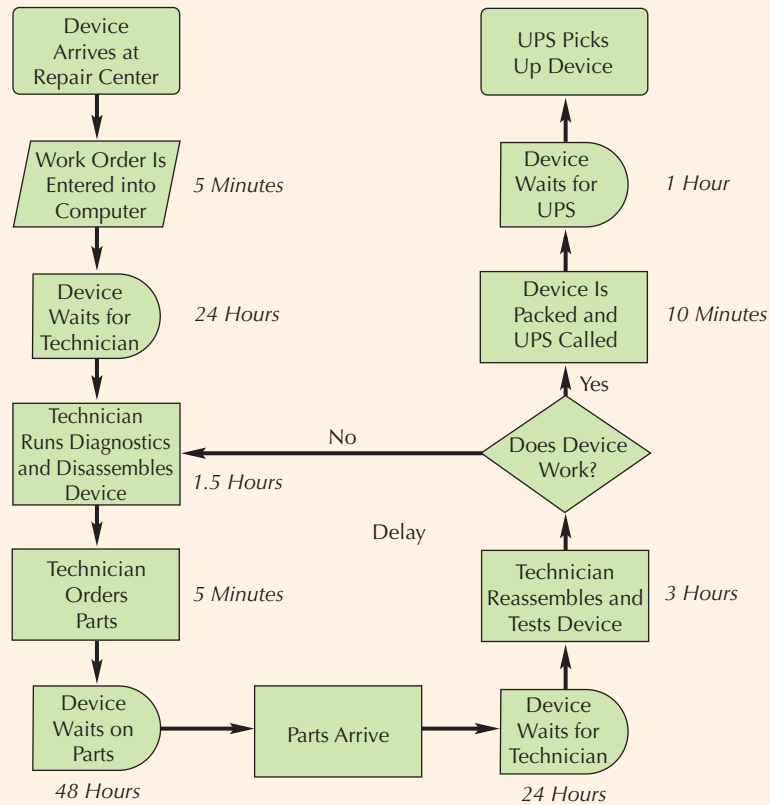 Device
Arrives at
Repair Center
Work Order Is
Entered into
Computer
5 Minutes
Device
Waits for
Technician
24 Hours
Technician
Runs Diagnostics
and Disassembles
Device
1.5 Hours
Technician
Orders
Parts
5 Minutes
Device
Waits on
Parts
48 Hours
Parts Arrive
Device
Waits for
Technician
24 Hours
Technician
Reassembles and
Tests Device
3 Hours
Delay
Does Device
Work?
No
Yes
Device Is
Packed and
UPS Called
10 Minutes
Device
Waits for
UPS
1 Hour
UPS Picks
Up Device